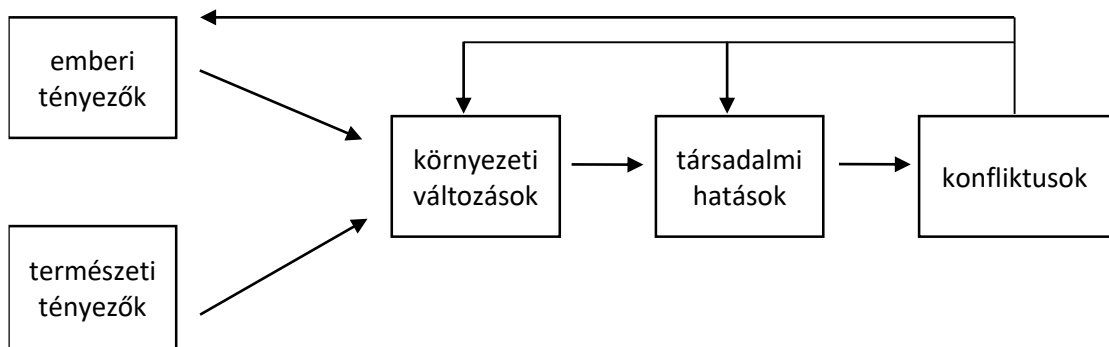 emberi
tényezők
környezeti
változások
társadalmi
hatások
konfliktusok
természeti
tényezők